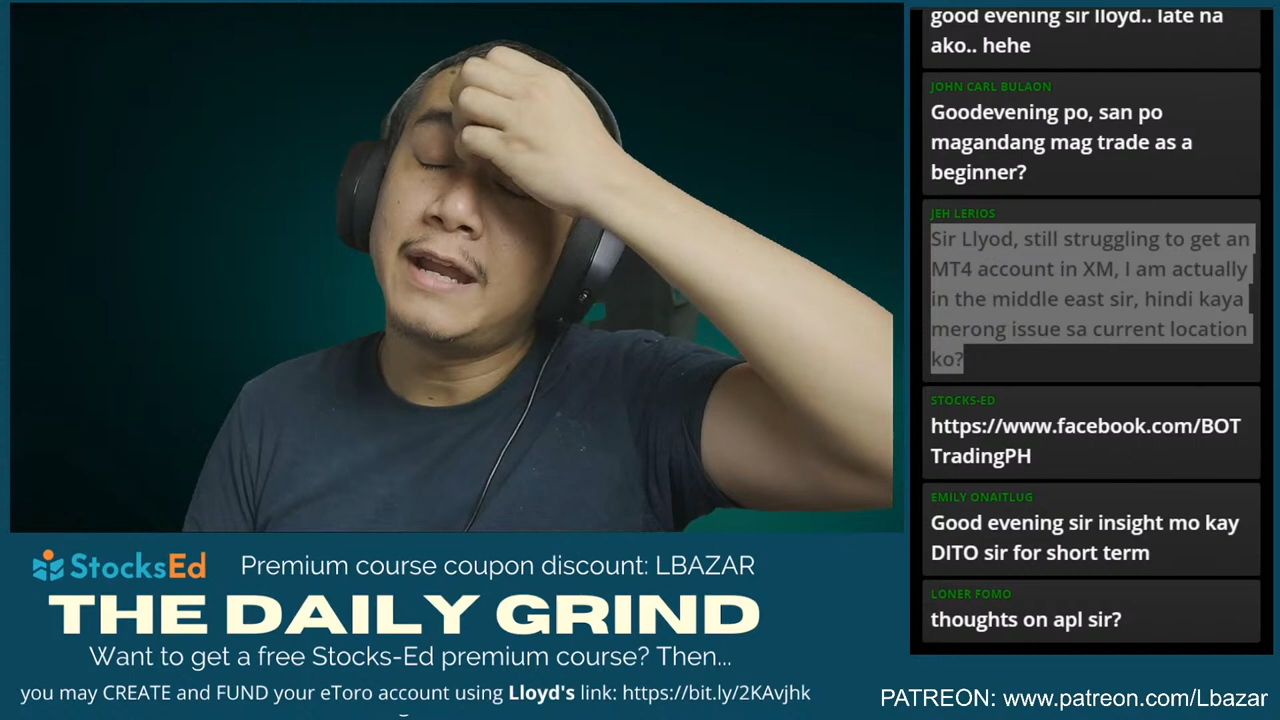 good evening sir lloyd.. late na
ako.. hehe
JOHN CARL BULAON
Goodevening po, san po
magandang mag trade as a
beginner?
JEH LERIOS
Sir Llyod, still struggling to get an
MT4 account in XM, I am actually
in the middle east sir, hindi kaya
merong issue sa current location
ko?
STOCKS-ED
https://www.facebook.com/BOT
TradingPH
EMILY ONAITLUG
Good evening sir insight mo kay
DITO sir for short term
LONER FOMO
thoughts on apl sir?
StocksEd
Premium course coupon discount: LBAZAR
THE DAILY GRIND
Want to get a free Stocks-Ed premium course? Then...
you may CREATE and FUND your eToro account using Lloyd's link: https://bit.ly/2KAvjhk
PATREON: www.patreon.com/Lbazar